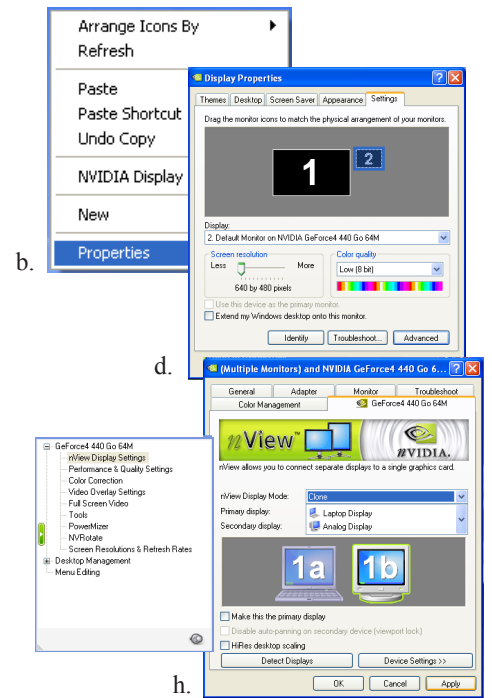 Arrange Icons By
Refresh
Paste
Paste Shortcut
Undo Copy
NVIDIA Display
New
Properties
b.
Display Properties
Themes Desktop Screen Saver Appearance Settings
Drag the monitor icons to match the physical arrangement of your monitors.
1 2
Display:
2. Default Monitor on NVIDIA GeForce4 440 Go 64M
Screen resolution
Less More
640 by 480 pixels
Color quality
Low (8 bit)
Use this device as the primary monitor.
Extend my Windows desktop onto this monitor.
Identify Troubleshoot... Advanced
d.
(Multiple Monitors) and NVIDIA GeForce4 440 Go 6...
General Adapter Monitor Troubleshoot
Color Management GeForce4 440 Go 64M
nView™ NVIDIA.
nView allows you to connect separate displays to a single graphics card.
nView Display Mode: Clone
Primary display: Laptop Display
Secondary display: Analog Display
1a 1b
Make this the primary display
Disable auto-panning on secondary device (viewport lock)
HiRes desktop scaling
Detect Displays Device Settings >>
OK Cancel Apply
GeForce4 440 Go 64M
nView Display Settings
Performance & Quality Settings
Color Correction
Video Overlay Settings
Full Screen Video
Tools
PowerMizer
NVRotate
Screen Resolutions & Refresh Rates
Desktop Management
Menu Editing
h.